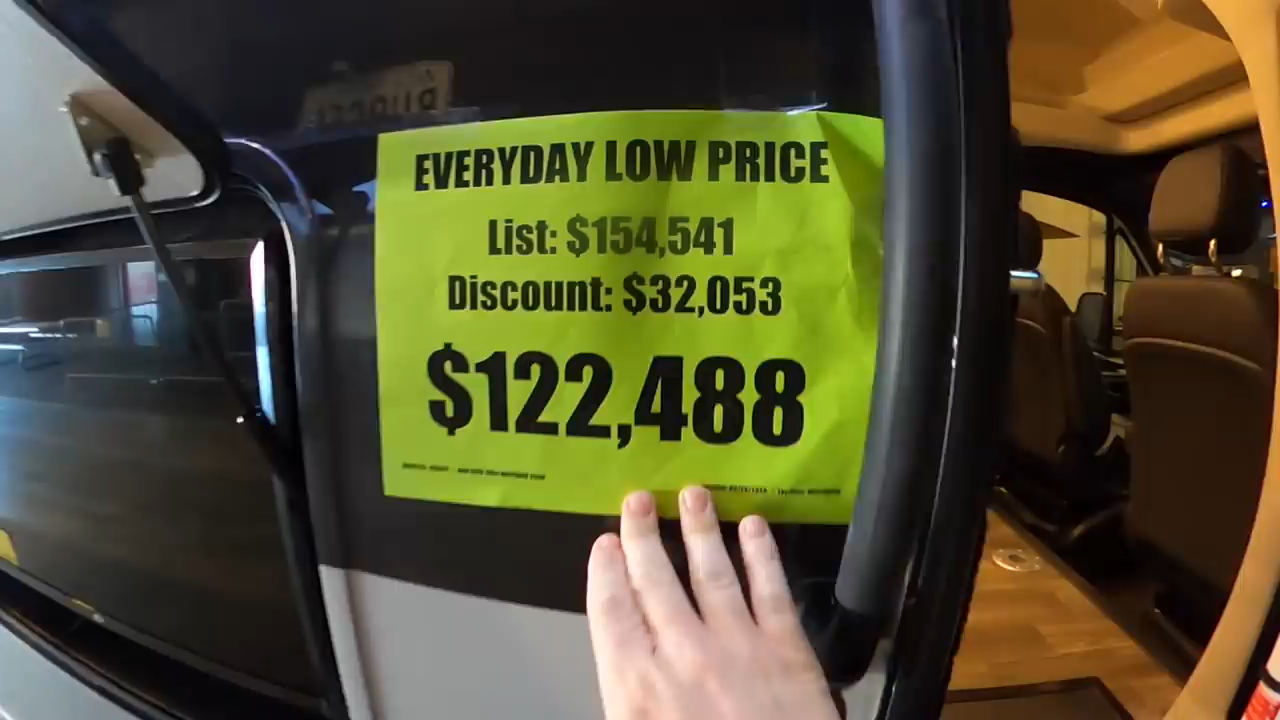 EVERYDAY LOW PRICE
List: $154,541
Discount: $32,053
$122,488